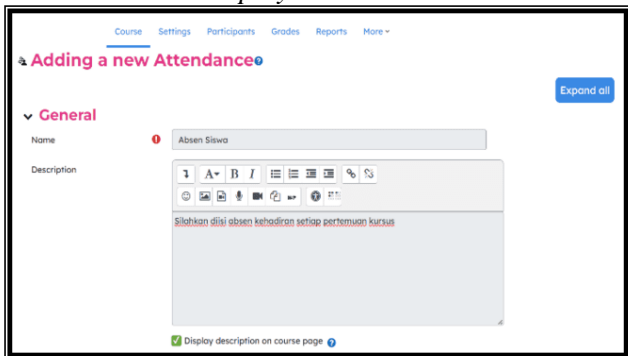 Course Settings Participants Grades Reports More
Adding a new Attendance
Expand all
General
Name Absen Siswa
Description
Silahkan diisi absen kehadiran setiap pertemuan kursus
Display description on course page